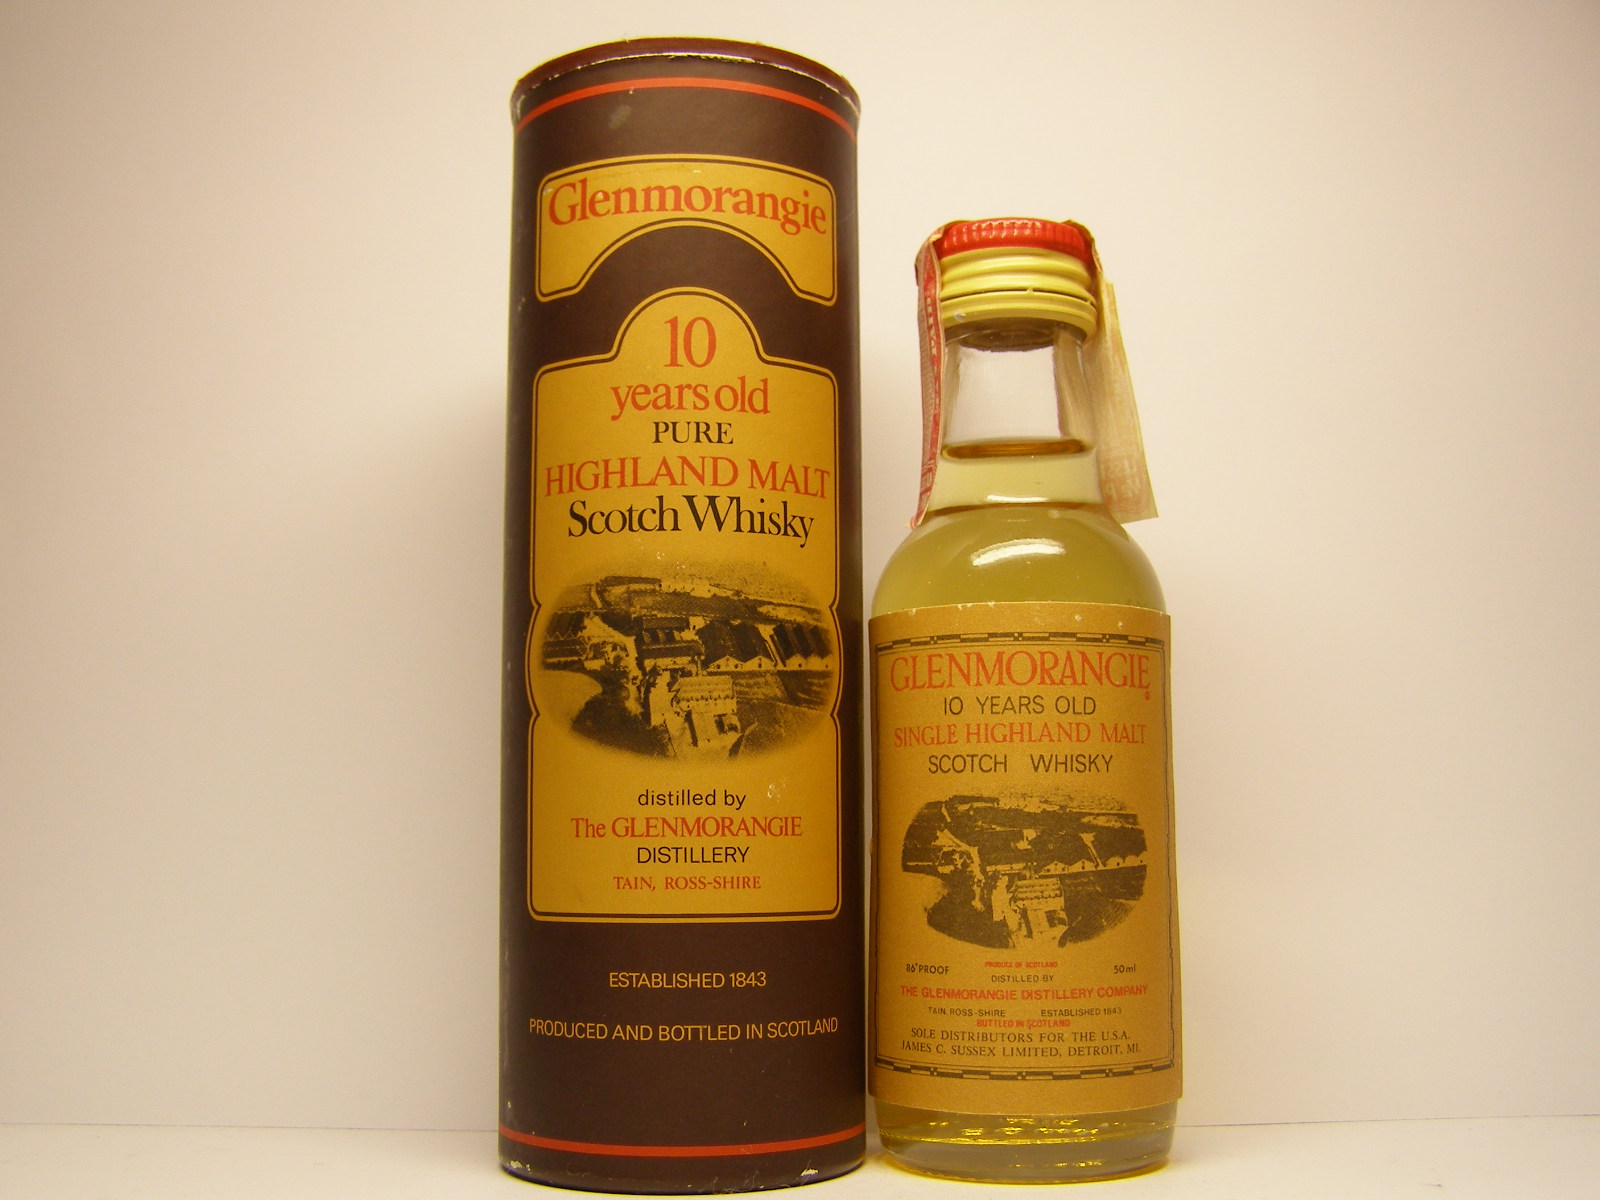 Glenmorangie
10
years old
PURE
HIGHLAND MALT
Scotch Whisky
distilled by
The GLENMORANGIE
DISTILLERY
TAIN, ROSS-SHIRE
ESTABLISHED 1843
PRODUCED AND BOTTLED IN SCOTLAND
GLENMORANGIE
10 YEARS OLD
SINGLE HIGHLAND MALT
SCOTCH WHISKY
86° PROOF PRODUCE OF SCOTLAND 50 ml
DISTILLED BY
THE GLENMORANGIE DISTILLERY COMPANY
TAIN, ROSS-SHIRE ESTABLISHED 1843
BOTTLED IN SCOTLAND
SOLE DISTRIBUTORS FOR THE U.S.A.
JAMES C. SUSSEX LIMITED, DETROIT, MI.